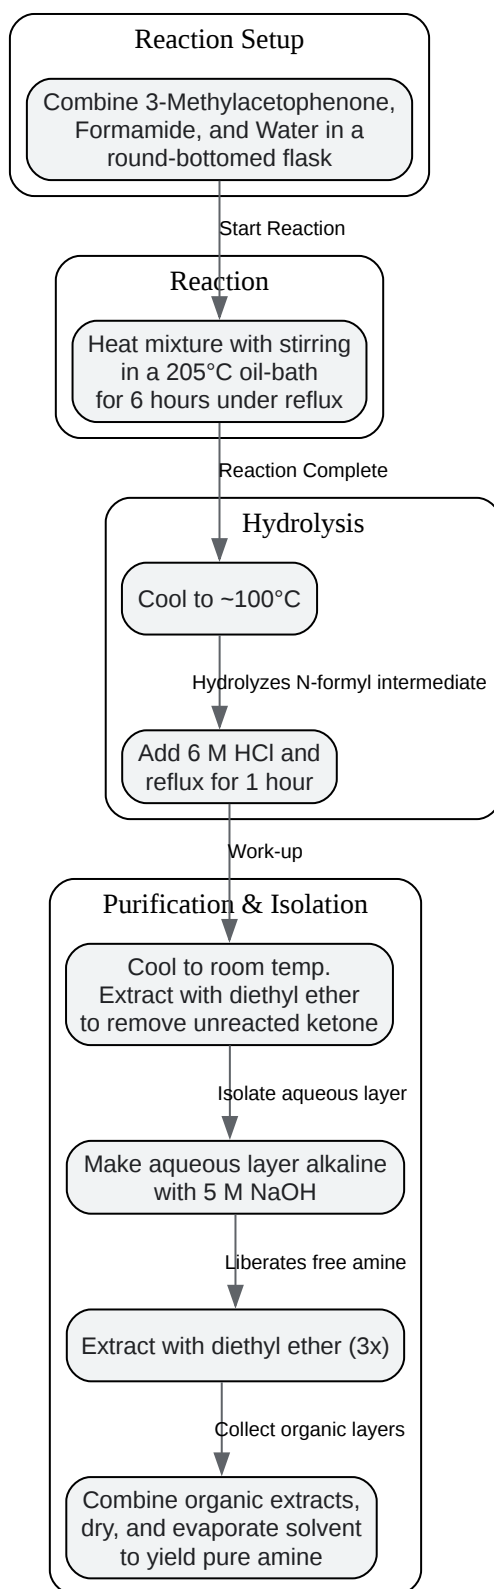 Reaction Setup
Combine 3-Methylacetophenone,
Formamide, and Water in a
round-bottomed flask
Start Reaction
Reaction
Heat mixture with stirring
in a 205°C oil-bath
for 6 hours under reflux
Reaction Complete
Hydrolysis
Cool to ~100°C
Hydrolyzes N-formyl intermediate
Add 6 M HCl and
reflux for 1 hour
Work-up
Purification & Isolation
Cool to room temp.
Extract with diethyl ether
to remove unreacted ketone
Isolate aqueous layer
Make aqueous layer alkaline
with 5 M NaOH
Liberates free amine
Extract with diethyl ether (3x)
Collect organic layers
Combine organic extracts,
dry, and evaporate solvent
to yield pure amine